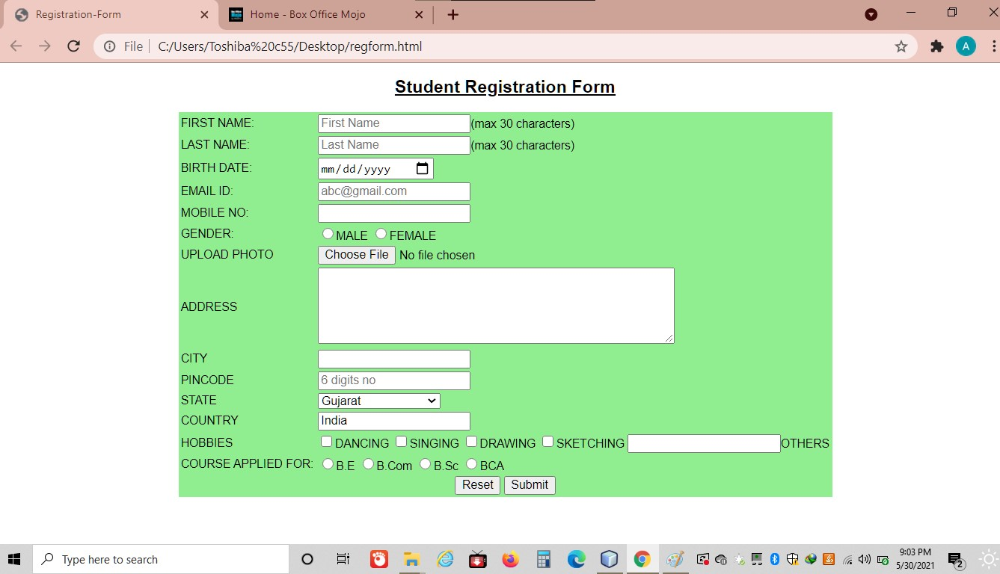 Registration-Form
Home - Box Office Mojo
File
C:/Users/Toshiba%20c55/Desktop/regform.html
A
Student Registration Form
FIRST NAME: First Name (max 30 characters)
LAST NAME: Last Name (max 30 characters)
BIRTH DATE: mm/dd/yyyy
EMAIL ID: abc@gmail.com
MOBILE NO:
GENDER: MALE FEMALE
UPLOAD PHOTO Choose File No file chosen
ADDRESS
CITY
PINCODE 6 digits no
STATE Gujarat
COUNTRY India
HOBBIES DANCING SINGING DRAWING SKETCHING OTHERS
COURSE APPLIED FOR: B.E B.Com B.Sc BCA
Reset Submit
Type here to search
9:03 PM
5/30/2021
2